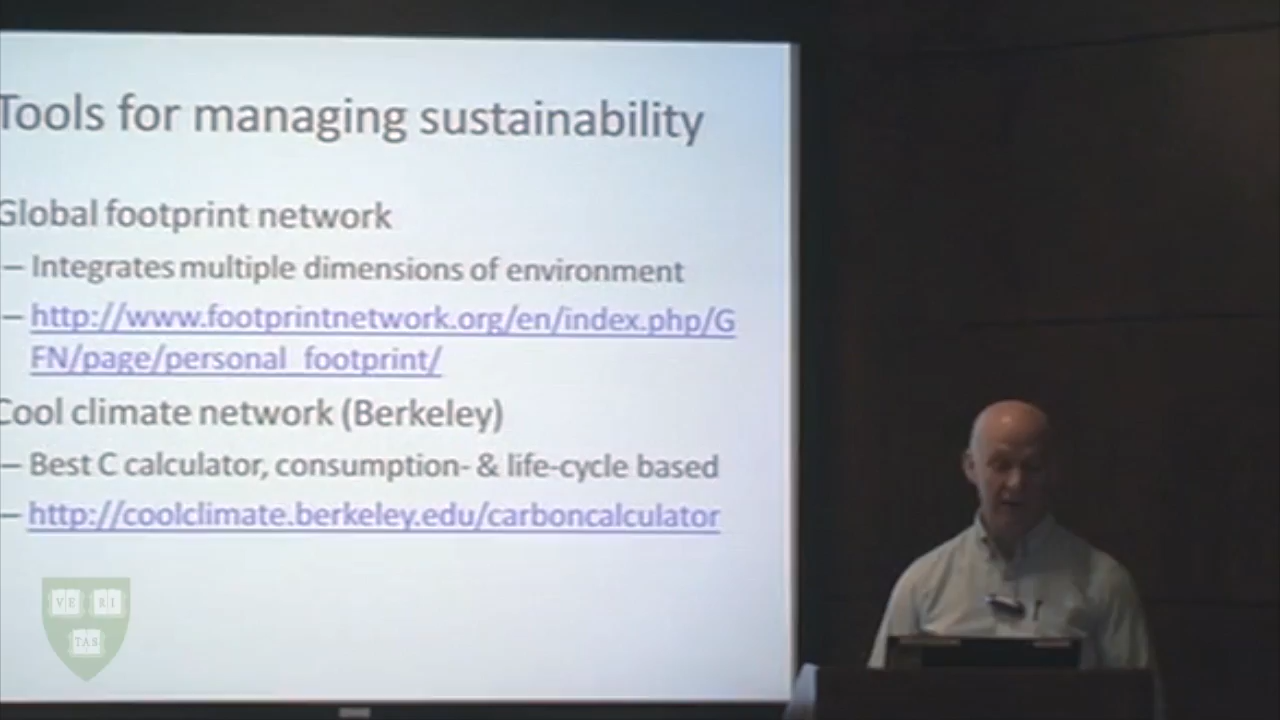 Tools for managing sustainability
Global footprint network
– Integrates multiple dimensions of environment
– http://www.footprintnetwork.org/en/index.php/G
FN/page/personal_footprint/
Cool climate network (Berkeley)
– Best C calculator, consumption- & life-cycle based
– http://coolclimate.berkeley.edu/carboncalculator
VE RI
TAS